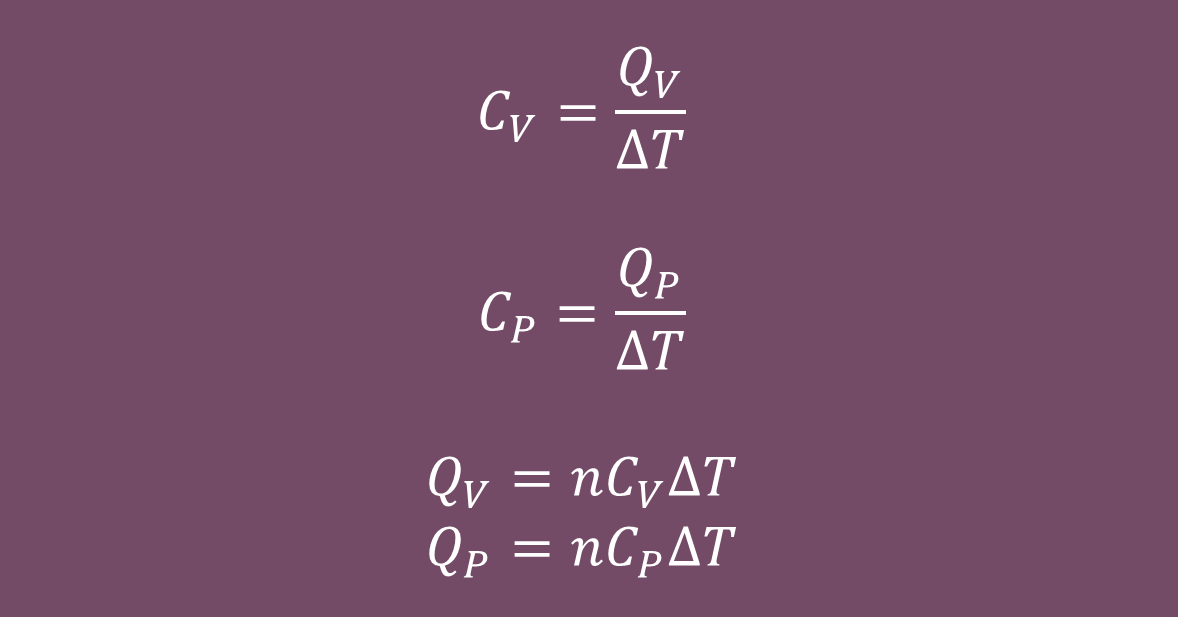 C_V = Q_V / ΔT
C_P = Q_P / ΔT
Q_V = nC_VΔT
Q_P = nC_PΔT